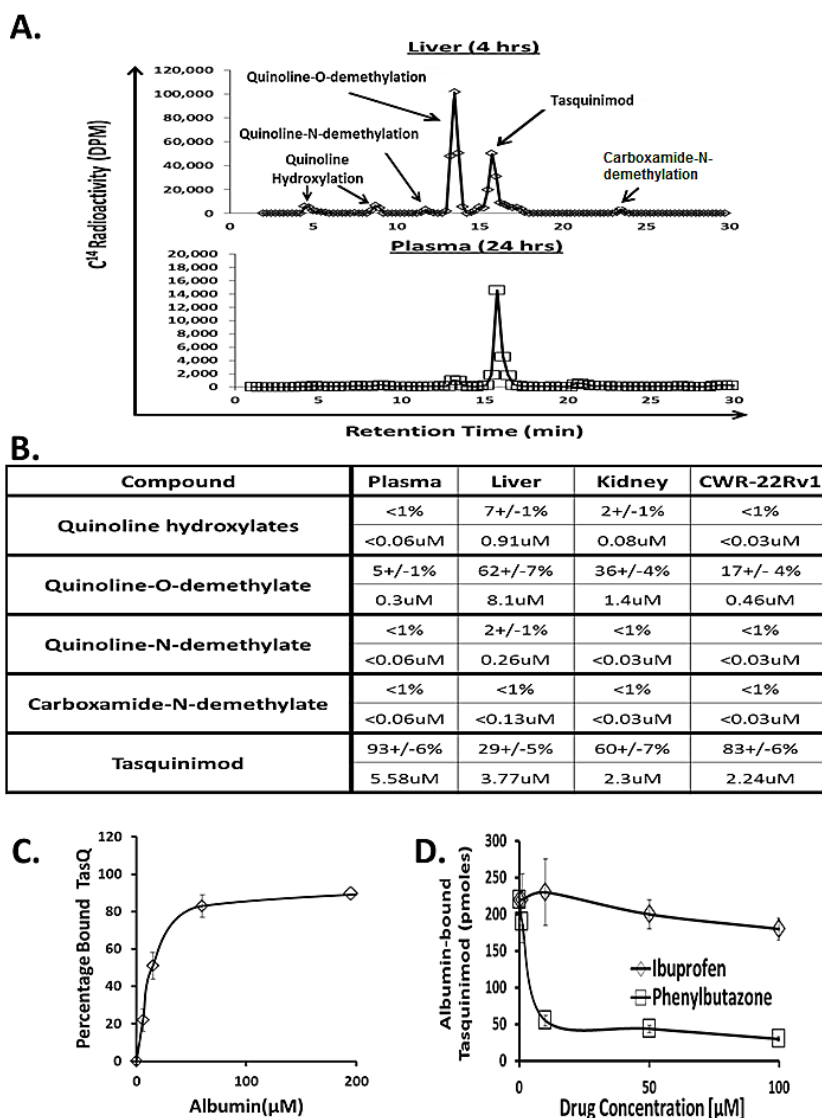 A.
Liver (4 hrs)
Quinoline-O-demethylation
Tasquinimod
Quinoline-N-demethylation
Quinoline
Hydroxylation
Carboxamide-N-
demethylation
120,000
100,000
80,000
60,000
40,000
20,000
0
5 10 15 20 25 30
Plasma (24 hrs)
20,000
18,000
16,000
14,000
12,000
10,000
8,000
6,000
4,000
2,000
0
0 5 10 15 20 25 30
C14 Radioactivity (DPM)
Retention Time (min)
B.
Compound Plasma Liver Kidney CWR-22Rv1
Quinoline hydroxylates <1% 7+/-1% 2+/-1% <1%
<0.06uM 0.91uM 0.08uM <0.03uM
Quinoline-O-demethylate 5+/-1% 62+/-7% 36+/-4% 17+/- 4%
0.3uM 8.1uM 1.4uM 0.46uM
Quinoline-N-demethylate <1% 2+/-1% <1% <1%
<0.06uM 0.26uM <0.03uM <0.03uM
Carboxamide-N-demethylate <1% <1% <1% <1%
<0.06uM <0.13uM <0.03uM <0.03uM
Tasquinimod 93+/-6% 29+/-5% 60+/-7% 83+/-6%
5.58uM 3.77uM 2.3uM 2.24uM
C.
Percentage Bound TasQ
120
100
80
60
40
20
0
0 100 200
Albumin(µM)
D.
Albumin-bound
Tasquinimod (pmoles)
300
250
200
150
100
50
0
Ibuprofen
Phenylbutazone
0 50 100
Drug Concentration [µM]